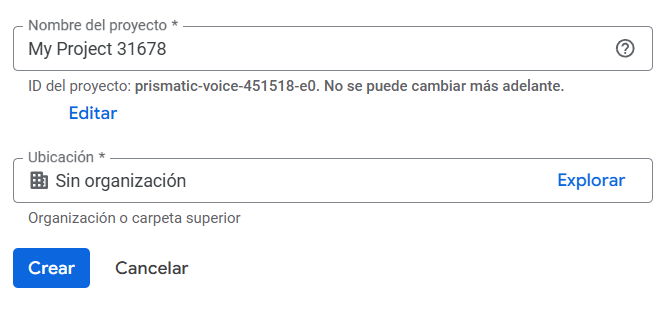 Nombre del proyecto *
My Project 31678
ID del proyecto: prismatic-voice-451518-e0. No se puede cambiar más adelante.
Editar
Ubicación *
Sin organización
Explorar
Organización o carpeta superior
Crear
Cancelar